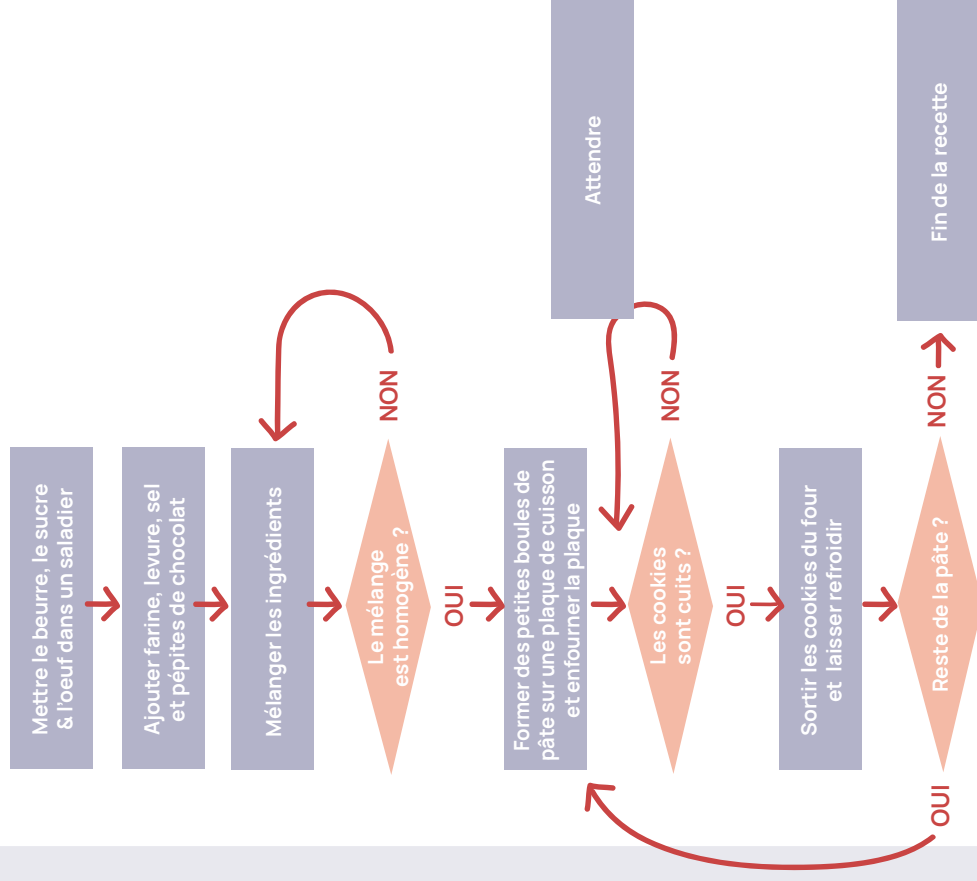 Mettre le beurre, le sucre
& l'oeuf dans un saladier
Ajouter farine, levure, sel
et pépites de chocolat
Mélanger les ingrédients
Le mélange
est homogène ?
NON
OUI
Former des petites boules de
pâte sur une plaque de cuisson
et enfourner la plaque
Les cookies
sont cuits ?
NON
Attendre
OUI
Sortir les cookies du four
et laisser refroidir
Reste de la pâte ?
OUI
NON
Fin de la recette